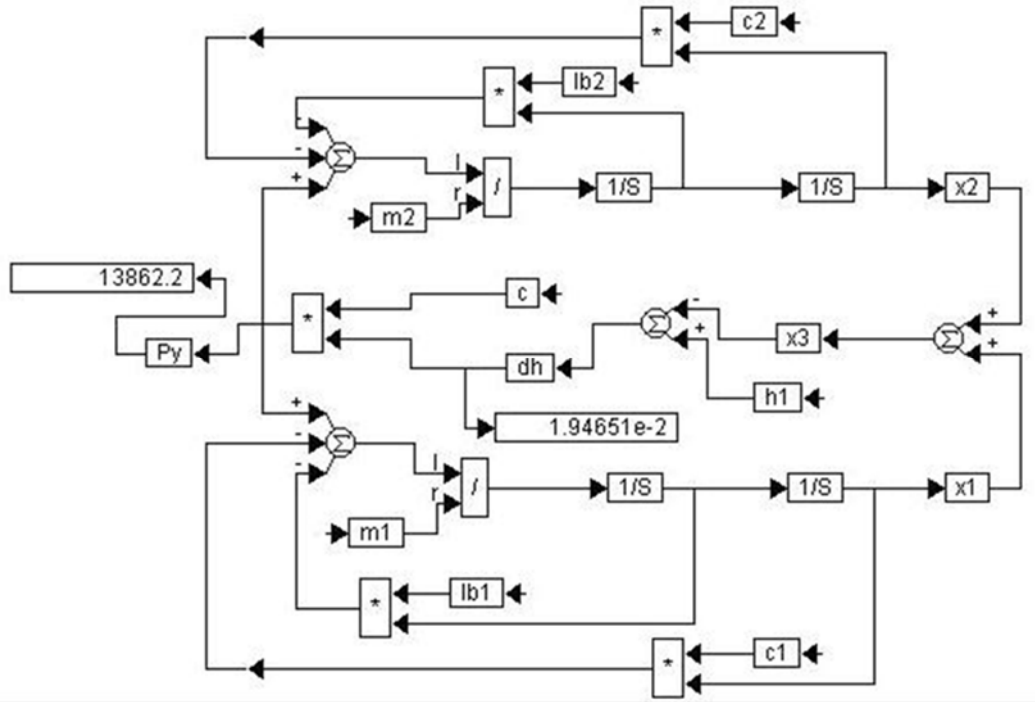 * c2
* lb2
-
- Σ
+
l
r / 1/S 1/S x2
m2
13862.2
* c
Py
dh
Σ - +
x3
Σ + +
h1
1.94651e-2
+
- Σ
-
l
r / 1/S 1/S x1
m1
* lb1
* c1